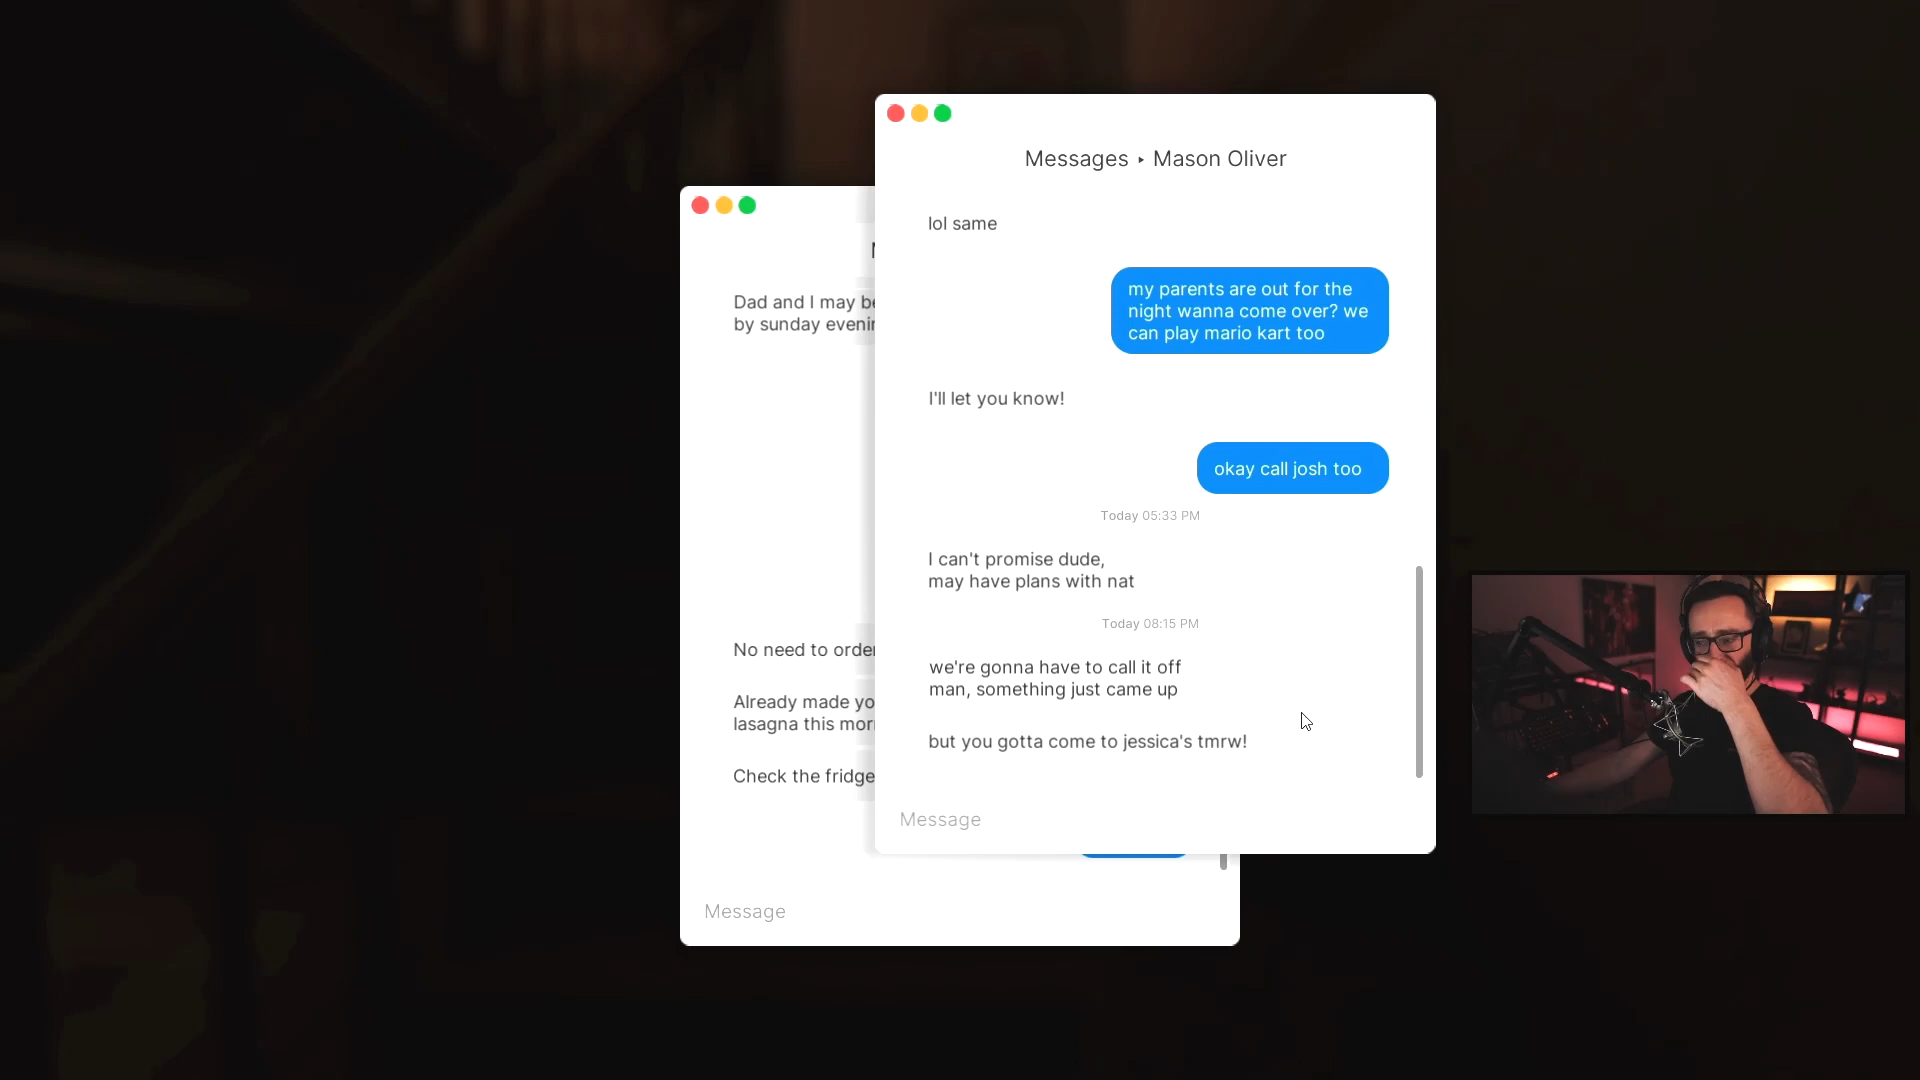 Messages ‣ Mason Oliver
lol same
my parents are out for the
night wanna come over? we
can play mario kart too
I'll let you know!
okay call josh too
Today 05:33 PM
I can't promise dude,
may have plans with nat
Today 08:15 PM
we're gonna have to call it off
man, something just came up
but you gotta come to jessica's tmrw!
Message
Dad and I may
by sunday
No need to
Already made
lasagna this
Check the fridge
Message